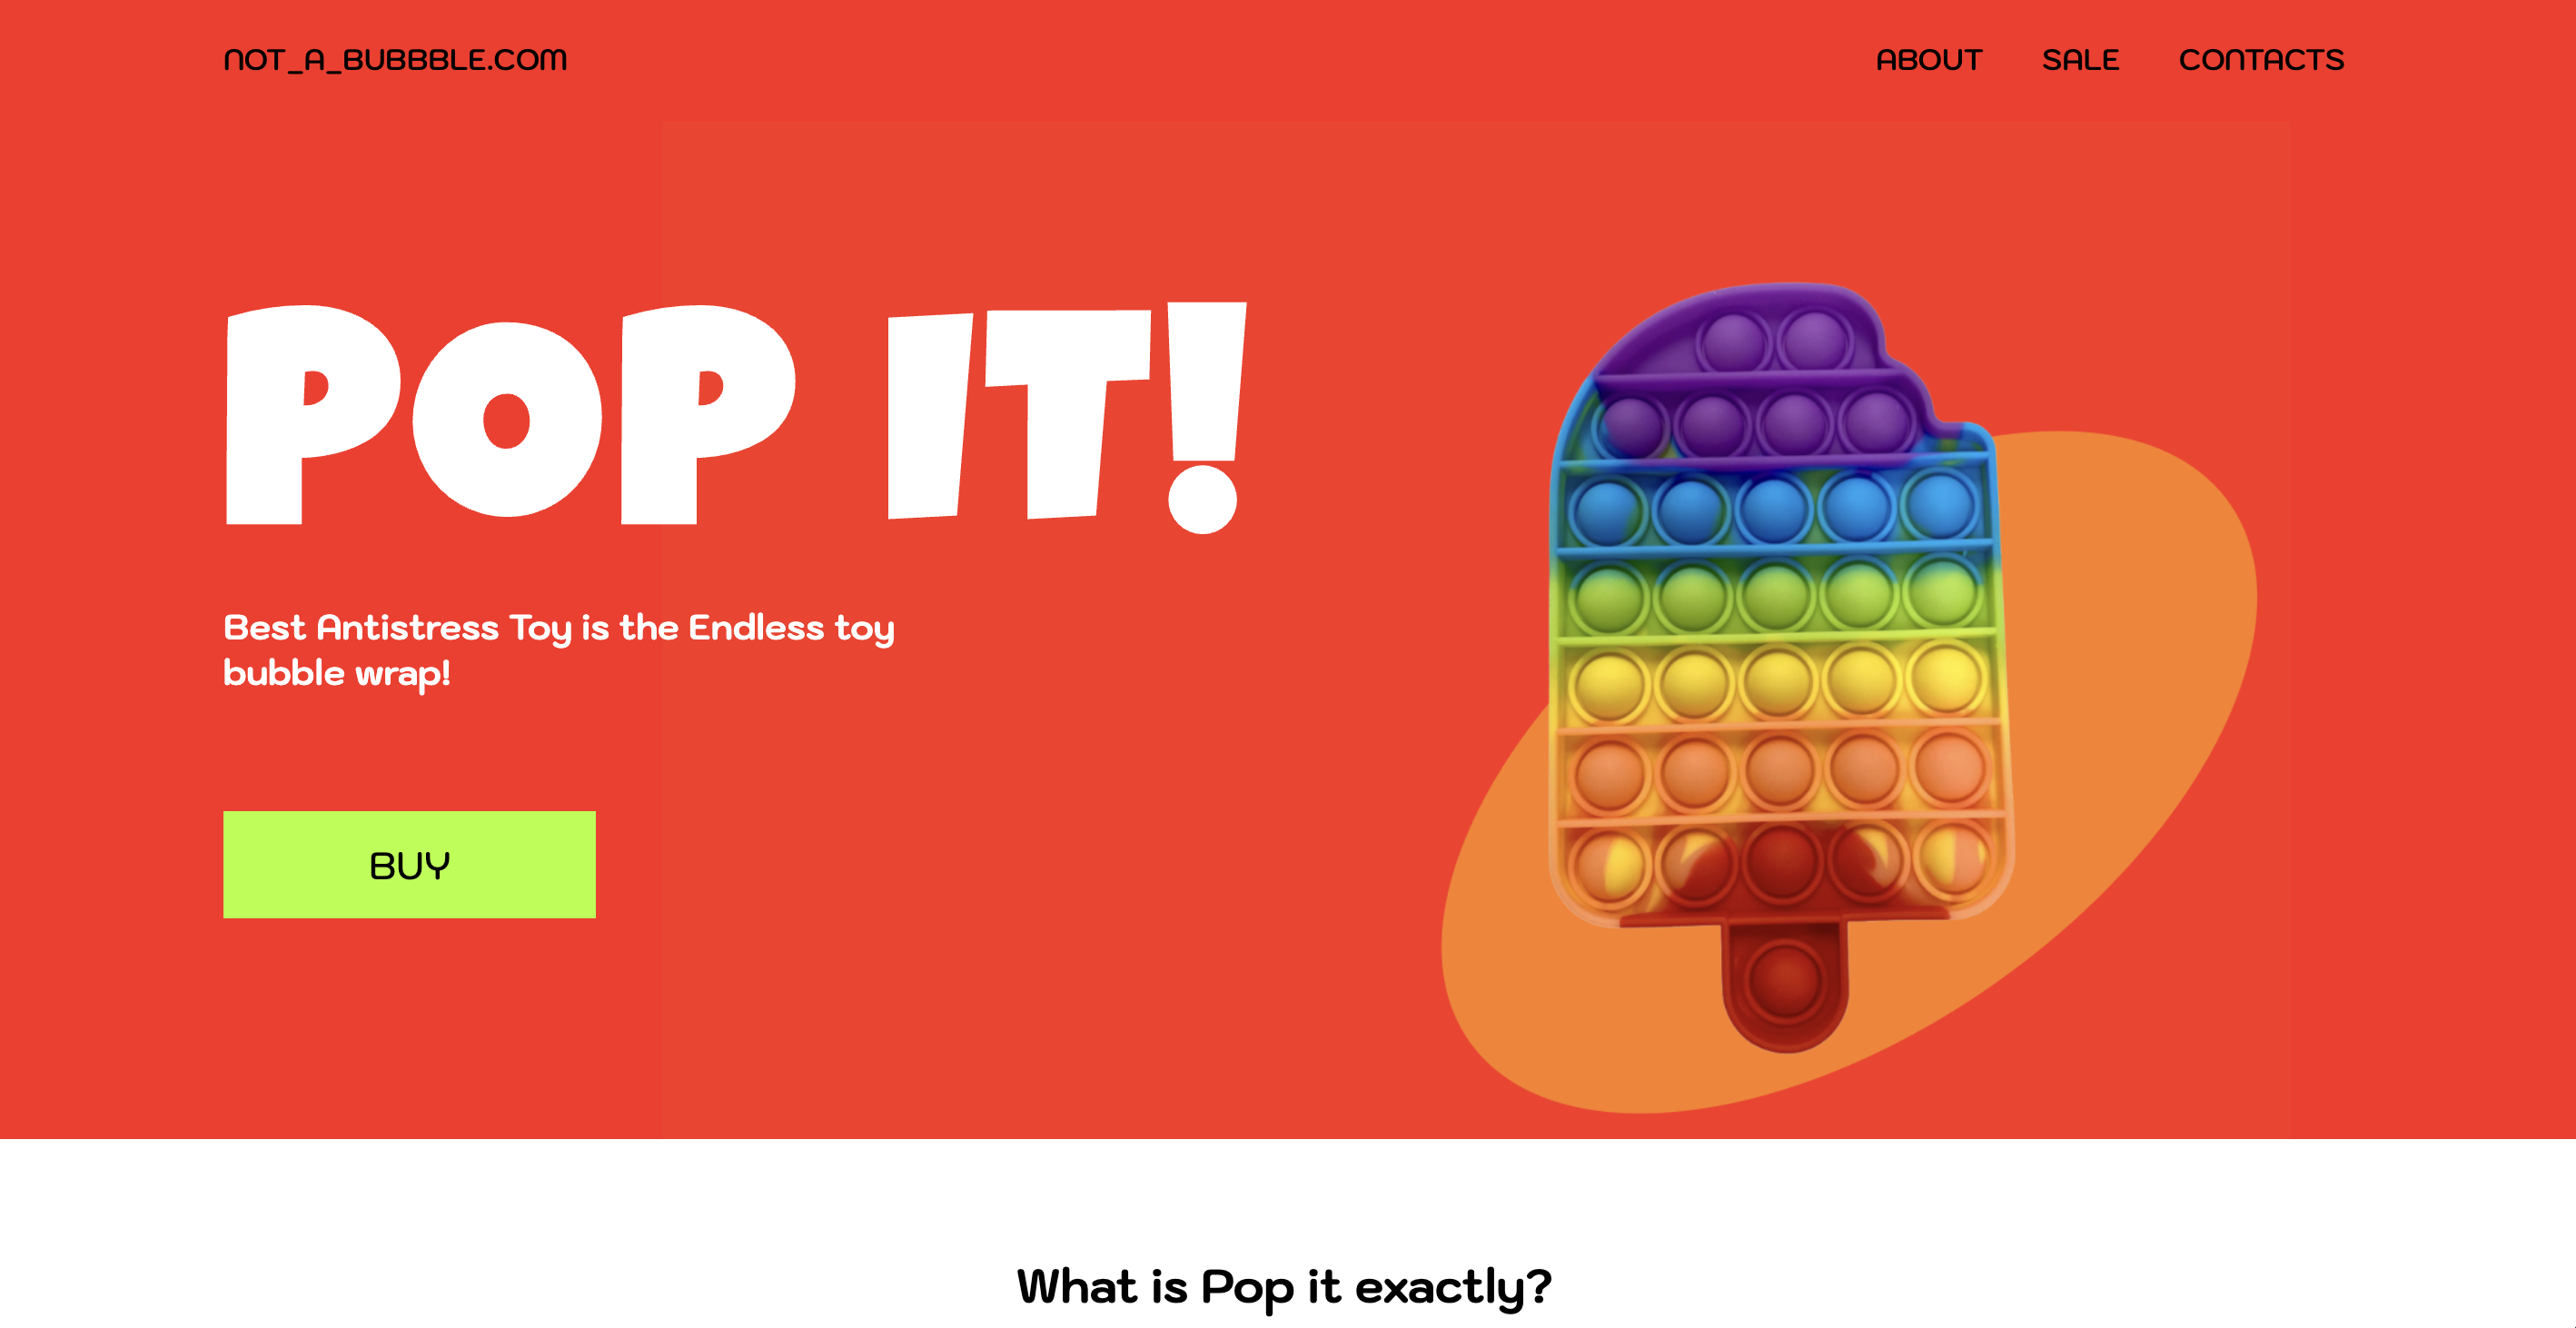 NOT_A_BUBBBLE.COM
ABOUT SALE CONTACTS
POP IT!
Best Antistress Toy is the Endless toy
bubble wrap!
BUY
What is Pop it exactly?